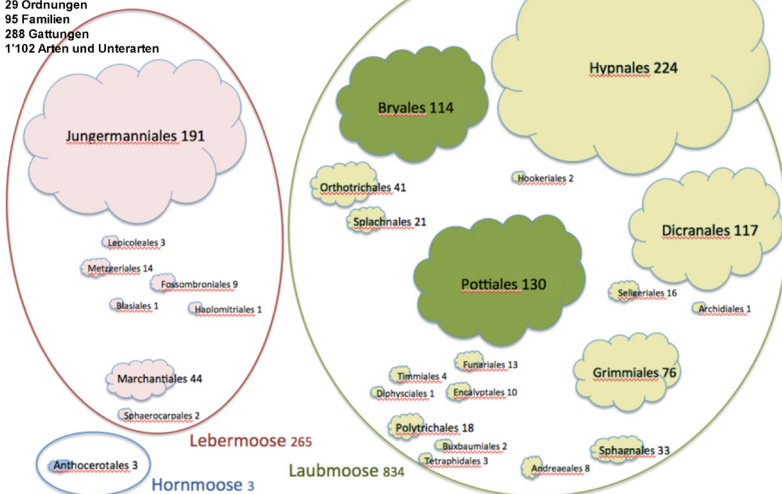 29 Ordnungen
95 Familien
288 Gattungen
1'102 Arten und Unterarten
Jungermanniales 191
Lepicoleales 3
Metzgeriales 14
Fossombroniales 9
Blasiales 1
Haplomitriales 1
Marchantiales 44
Sphaerocarpales 2
Lebermoose 265
Anthocerotales 3
Hornmoose 3
Hypnales 224
Bryales 114
Hookeriales 2
Orthotrichales 41
Splachnales 21
Dicranales 117
Pottiales 130
Seligeriales 16
Archidiales 1
Funariales 13
Timmiales 4
Grimmiales 76
Diphysciales 1
Encalyptales 10
Polytrichales 18
Buxbaumiales 2
Tetraphidales 3
Sphagnales 33
Andreaeales 8
Laubmoose 834